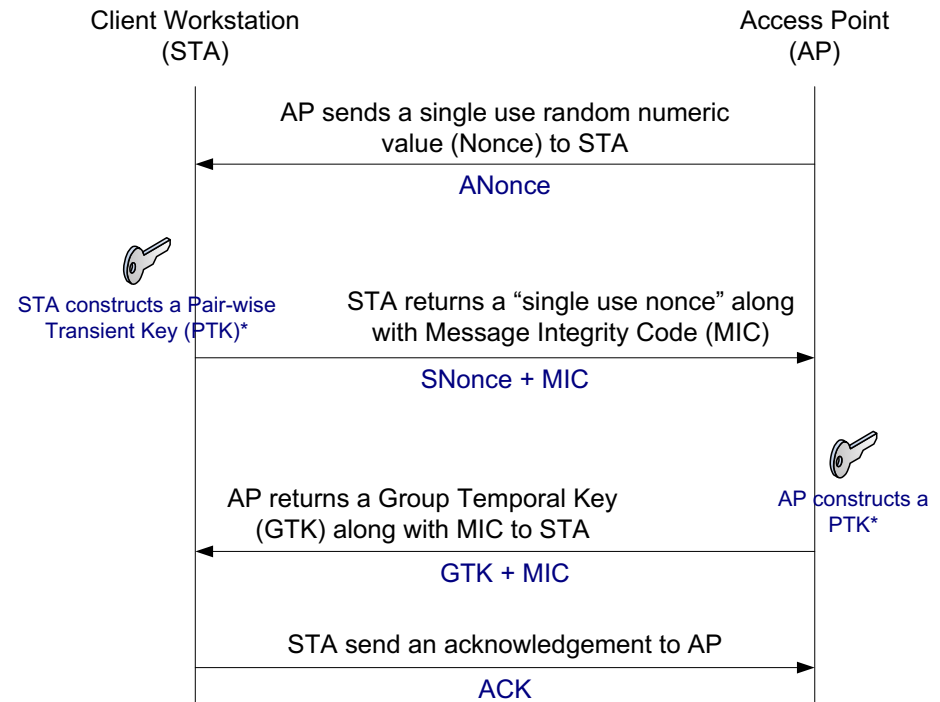 Client Workstation
(STA)
Access Point
(AP)
AP sends a single use random numeric
value (Nonce) to STA
ANonce
STA constructs a Pair-wise
Transient Key (PTK)*
STA returns a “single use nonce” along
with Message Integrity Code (MIC)
SNonce + MIC
AP constructs a
PTK*
AP returns a Group Temporal Key
(GTK) along with MIC to STA
GTK + MIC
STA send an acknowledgement to AP
ACK